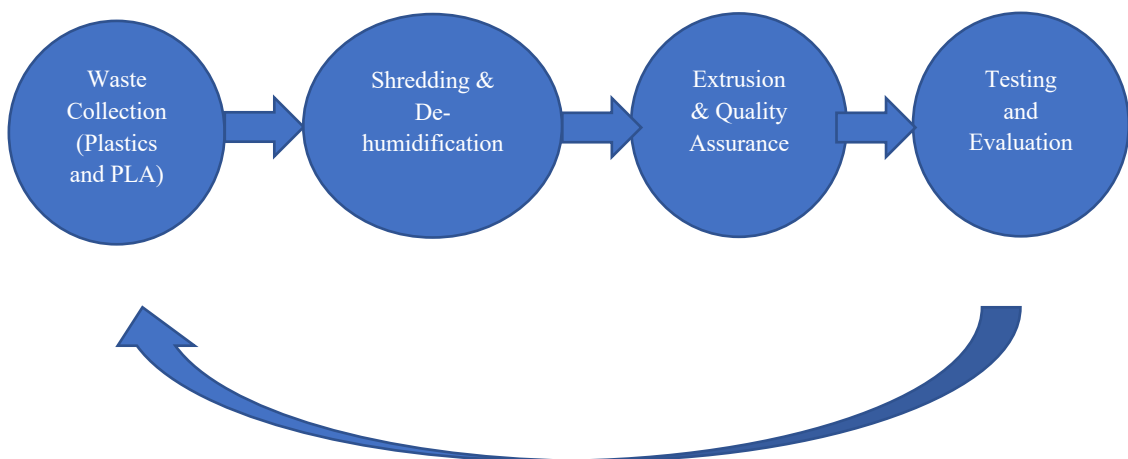 Waste
Collection
(Plastics
and PLA)
Shredding &
De-
humidification
Extrusion
& Quality
Assurance
Testing
and
Evaluation